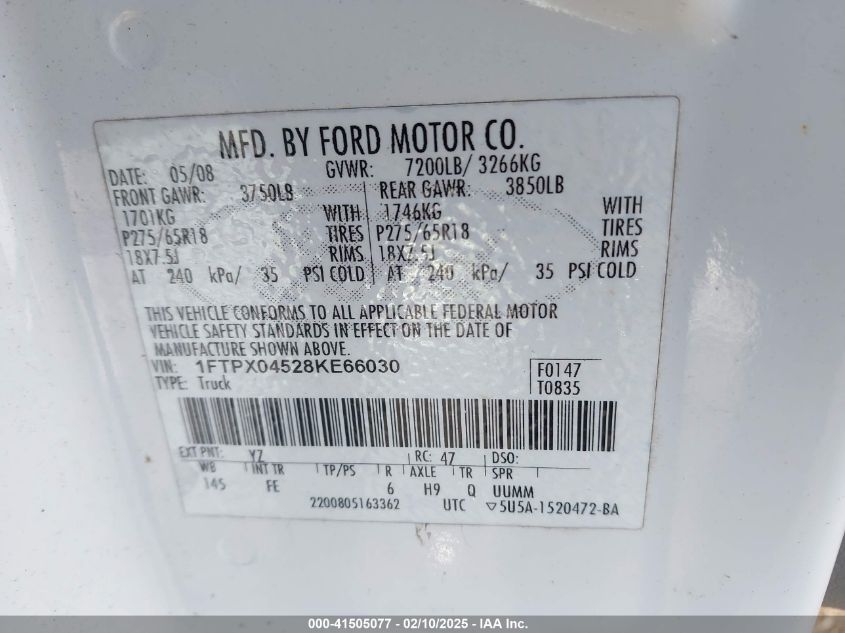 MFD. BY FORD MOTOR CO.
DATE: 05/08 GVWR: 7200LB/ 3266KG
FRONT GAWR: 3750LB REAR GAWR: 3850LB
1701KG WITH 1746KG WITH
P275/65R18 TIRES P275/65R18 TIRES
18X7.5J RIMS 18X7.5J RIMS
AT 240 kPa/ 35 PSI COLD AT 240 kPa/ 35 PSI COLD
THIS VEHICLE CONFORMS TO ALL APPLICABLE FEDERAL MOTOR
VEHICLE SAFETY STANDARDS IN EFFECT ON THE DATE OF
MANUFACTURE SHOWN ABOVE.
VIN: 1FTPX04528KE66030 F0147
TYPE: Truck T0835
EXT PNT: YZ RC: 47 DSO:
WB INT TR TP/PS R AXLE TR SPR
145 FE 6 H9 Q UUMM
2200805163362 UTC ▽5U5A-1520472-BA
000-41505077 - 02/10/2025 - IAA Inc.